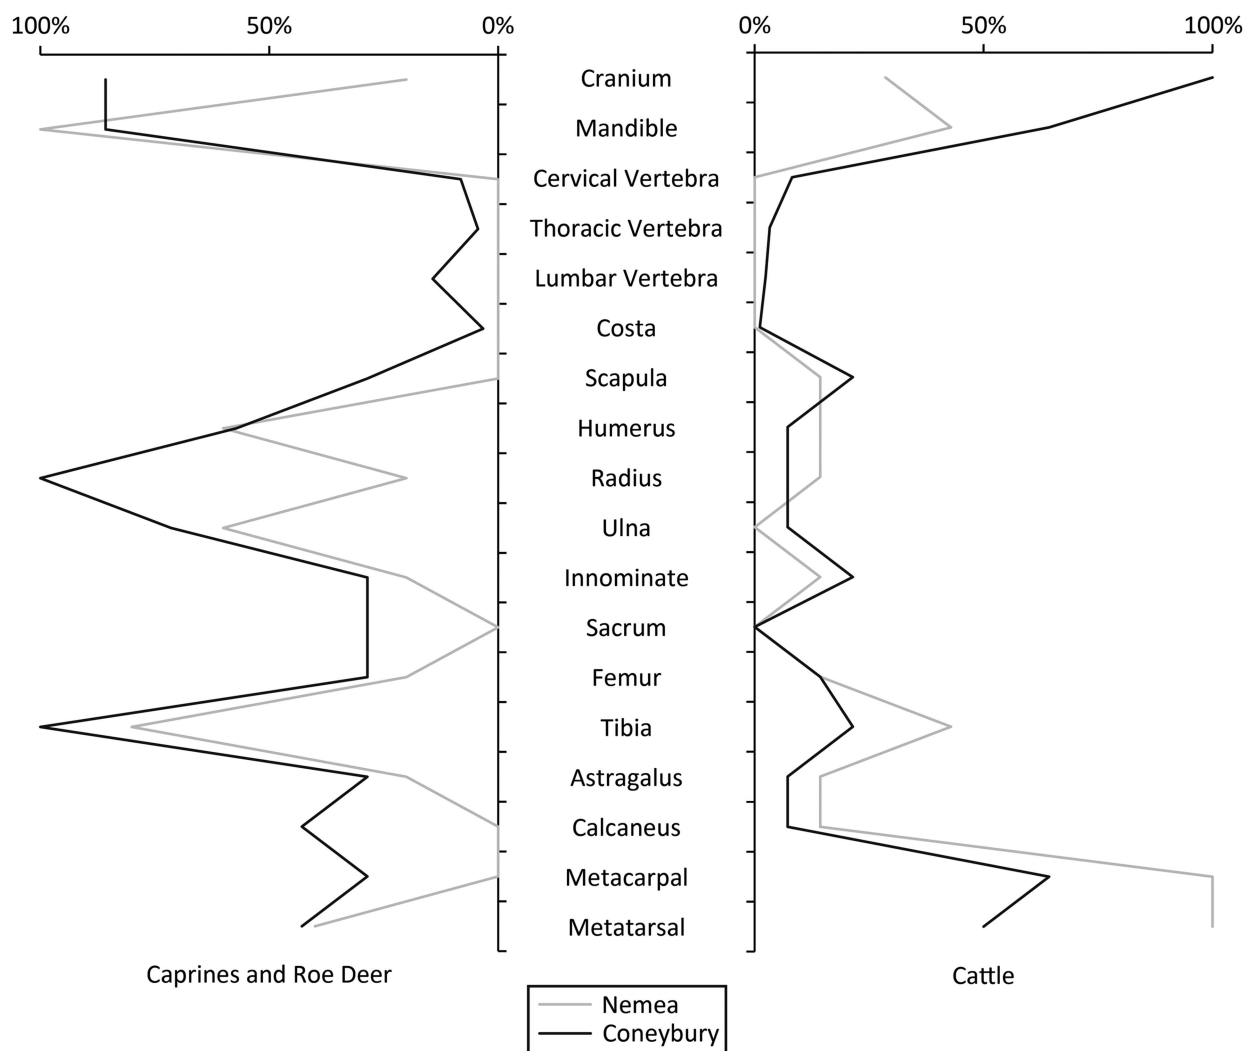 100% 50% 0% 0% 50% 100%
Cranium
Mandible
Cervical Vertebra
Thoracic Vertebra
Lumbar Vertebra
Costa
Scapula
Humerus
Radius
Ulna
Innominate
Sacrum
Femur
Tibia
Astragalus
Calcaneus
Metacarpal
Metatarsal
Caprines and Roe Deer Cattle
Nemea
Coneybury